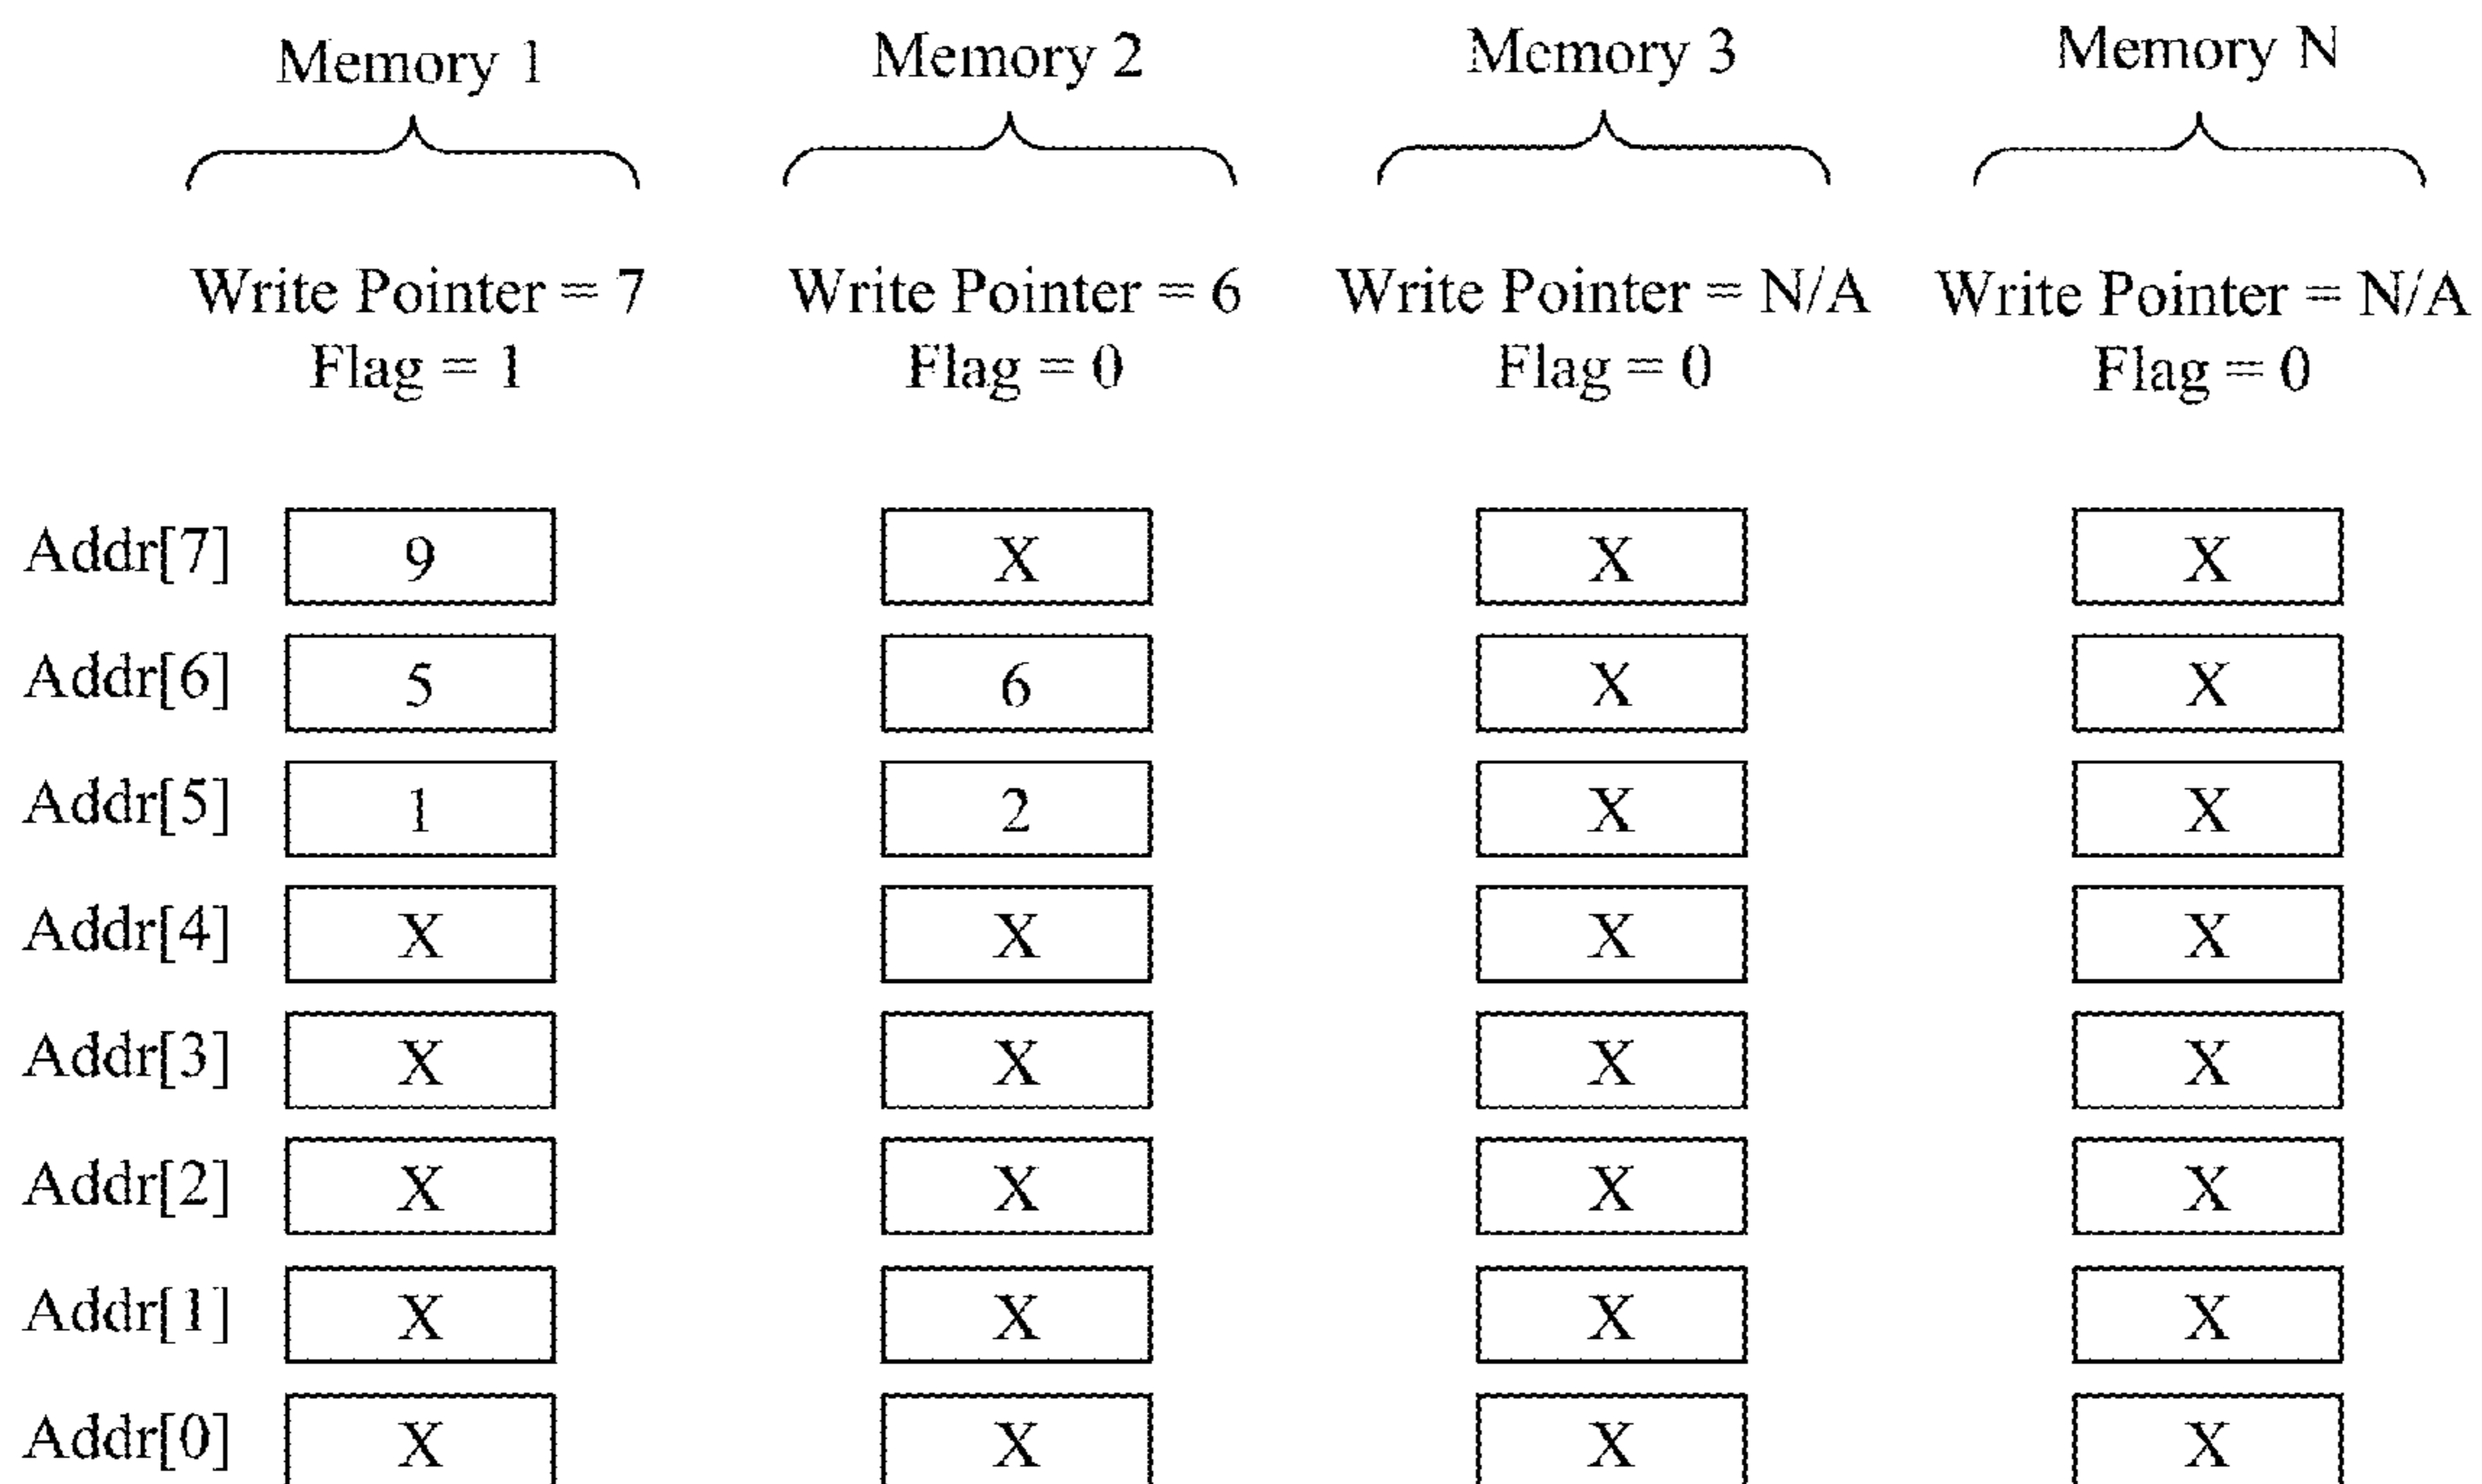 Memory 1 Memory 2 Memory 3 Memory N
Write Pointer = 7 Write Pointer = 6 Write Pointer = N/A Write Pointer = N/A
Flag = 1 Flag = 0 Flag = 0 Flag = 0
Addr[7] 9 X X X
Addr[6] 5 6 X X
Addr[5] 1 2 X X
Addr[4] X X X X
Addr[3] X X X X
Addr[2] X X X X
Addr[1] X X X X
Addr[0] X X X X